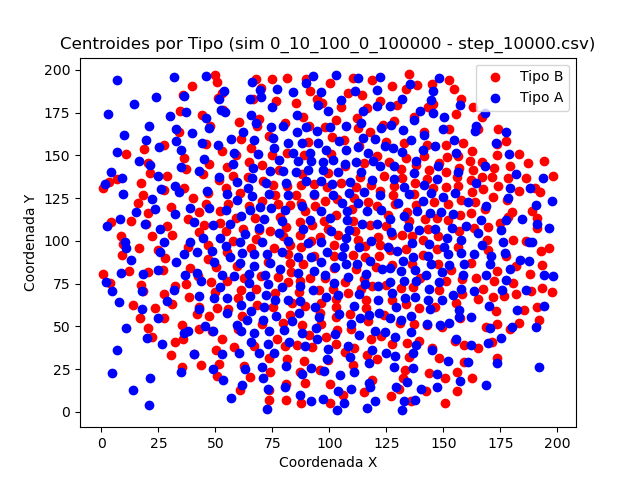 Centroides por Tipo (sim 0_10_100_0_100000 - step_10000.csv)
Tipo B
Tipo A
Coordenada Y
200
175
150
125
100
75
50
25
0
0 25 50 75 100 125 150 175 200
Coordenada X